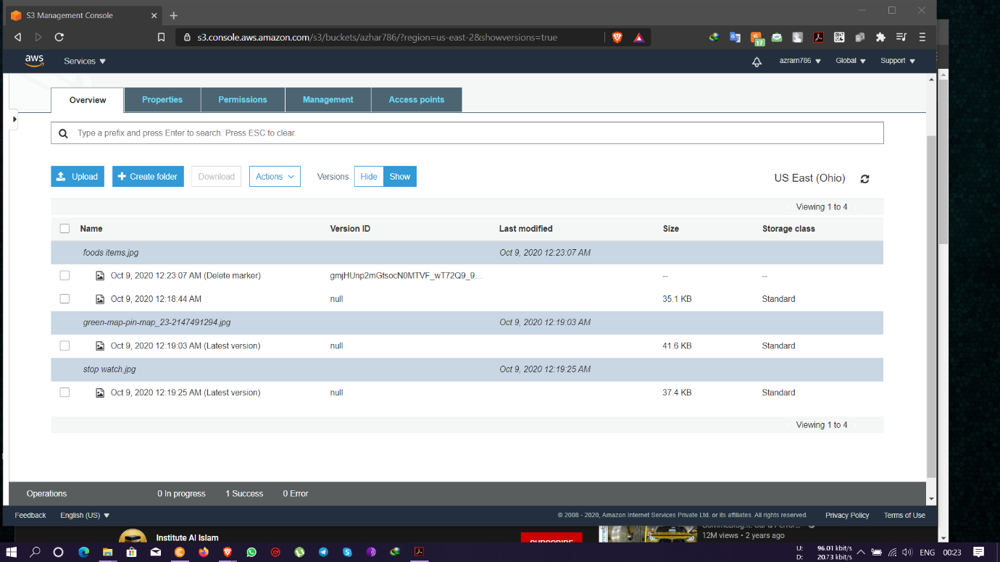 S3 Management Console
s3.console.aws.amazon.com/s3/buckets/azhar786/?region=us-east-2&showversions=true
17
aws Services azram786 Global Support
Overview Properties Permissions Management Access points
Type a prefix and press Enter to search. Press ESC to clear.
Upload Create folder Download Actions Versions Hide Show US East (Ohio)
Viewing 1 to 4
Name Version ID Last modified Size Storage class
foods items.jpg Oct 9, 2020 12:23:07 AM
Oct 9, 2020 12:23:07 AM (Delete marker) gmjHUnp2mGtsocN0MTVF_wT72Q9_9... -- --
Oct 9, 2020 12:18:44 AM null 35.1 KB Standard
green-map-pin-map_23-2147491294.jpg Oct 9, 2020 12:19:03 AM
Oct 9, 2020 12:19:03 AM (Latest version) null 41.6 KB Standard
stop watch.jpg Oct 9, 2020 12:19:25 AM
Oct 9, 2020 12:19:25 AM (Latest version) null 37.4 KB Standard
Viewing 1 to 4
Operations 0 In progress 1 Success 0 Error
Feedback English (US) © 2008 - 2020, Amazon Internet Services Private Ltd. or its affiliates. All rights reserved. Privacy Policy Terms of Use
Institute Al Islam SUBSCRIBE 12M views • 2 years ago
U: 96.01 kbit/s
D: 20.73 kbit/s
ENG 00:23